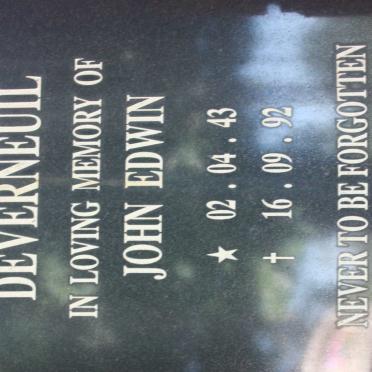 DEVERNEUIL
IN LOVING MEMORY OF
JOHN EDWIN
★ 02 . 04 . 43
† 16 . 09 . 92
NEVER TO BE FORGOTTEN